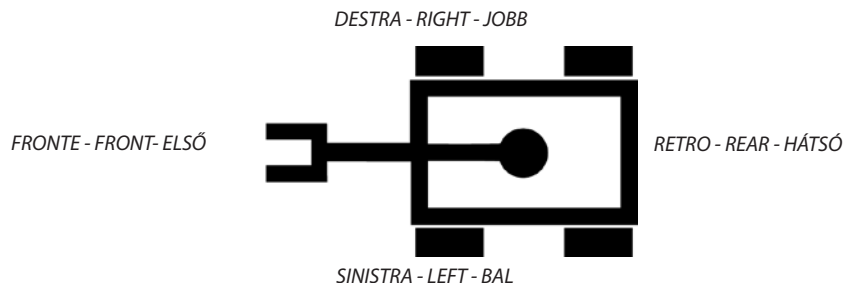 DESTRA - RIGHT - JOBB
FRONTE - FRONT- ELSŐ
RETRO - REAR - HÁTSÓ
SINISTRA - LEFT - BAL